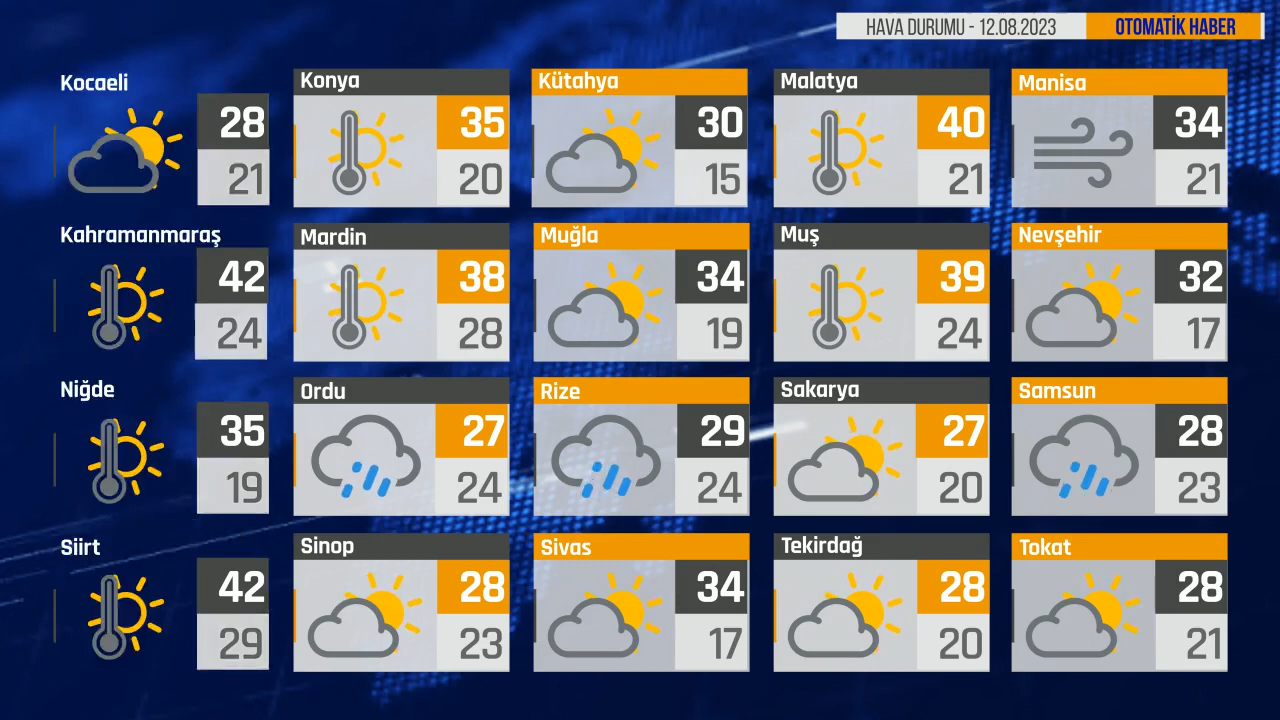 HAVA DURUMU - 12.08.2023 OTOMATİK HABER
Kocaeli
28
21
Konya
35
20
Kütahya
30
15
Malatya
40
21
Manisa
34
21
Kahramanmaraş
42
24
Mardin
38
28
Muğla
34
19
Muş
39
24
Nevşehir
32
17
Niğde
35
19
Ordu
27
24
Rize
29
24
Sakarya
27
20
Samsun
28
23
Siirt
42
29
Sinop
28
23
Sivas
34
17
Tekirdağ
28
20
Tokat
28
21